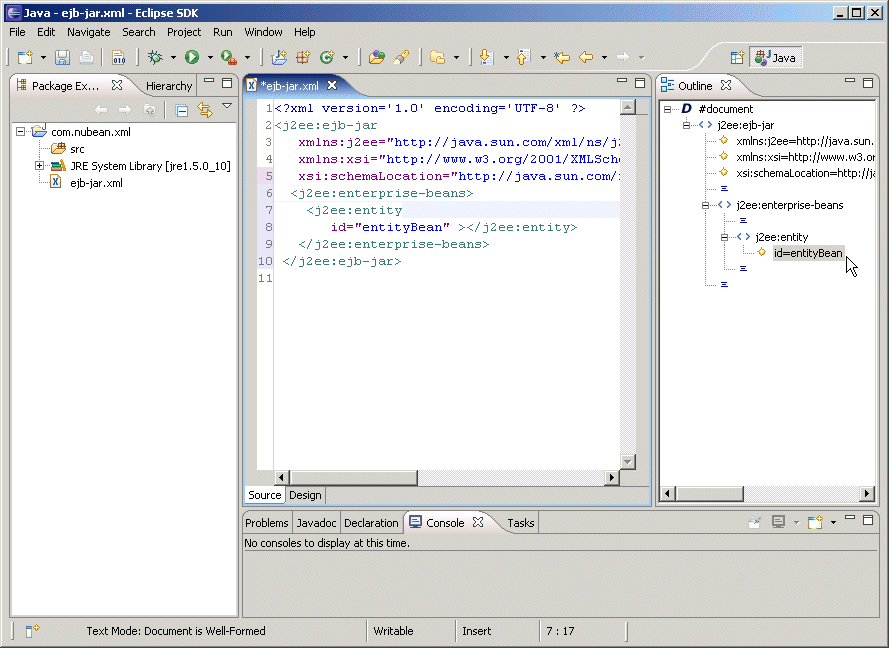 Java - ejb-jar.xml - Eclipse SDK
File Edit Navigate Search Project Run Window Help
Java
Package Ex... Hierarchy
com.nubean.xml
src
JRE System Library [jre1.5.0_10]
ejb-jar.xml
*ejb-jar.xml
1 <?xml version='1.0' encoding='UTF-8' ?>
2 <j2ee:ejb-jar
3 xmlns:j2ee="http://java.sun.com/xml/ns/j2
4 xmlns:xsi="http://www.w3.org/2001/XMLSche
5 xsi:schemaLocation="http://java.sun.com/
6 <j2ee:enterprise-beans>
7 <j2ee:entity
8 id="entityBean" ></j2ee:entity>
9 </j2ee:enterprise-beans>
10 </j2ee:ejb-jar>
11
Source Design
Outline
#document
j2ee:ejb-jar
xmlns:j2ee=http://java.sun.
xmlns:xsi=http://www.w3.or
xsi:schemaLocation=http://ja
j2ee:enterprise-beans
j2ee:entity
id=entityBean
Problems Javadoc Declaration Console Tasks
No consoles to display at this time.
Text Mode: Document is Well-Formed Writable Insert 7 : 17